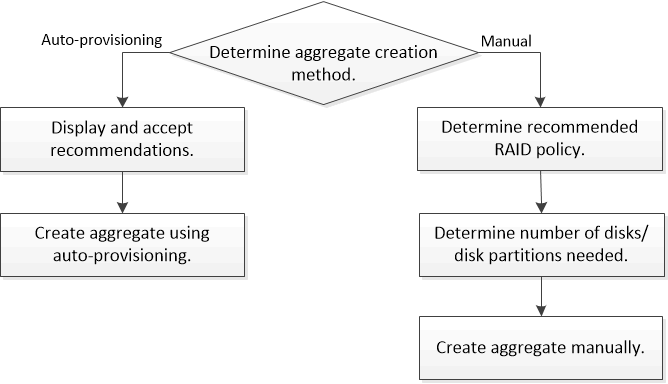 Auto-provisioning
Manual
Determine aggregate creation
method.
Display and accept
recommendations.
Determine recommended
RAID policy.
Create aggregate using
auto-provisioning.
Determine number of disks/
disk partitions needed.
Create aggregate manually.